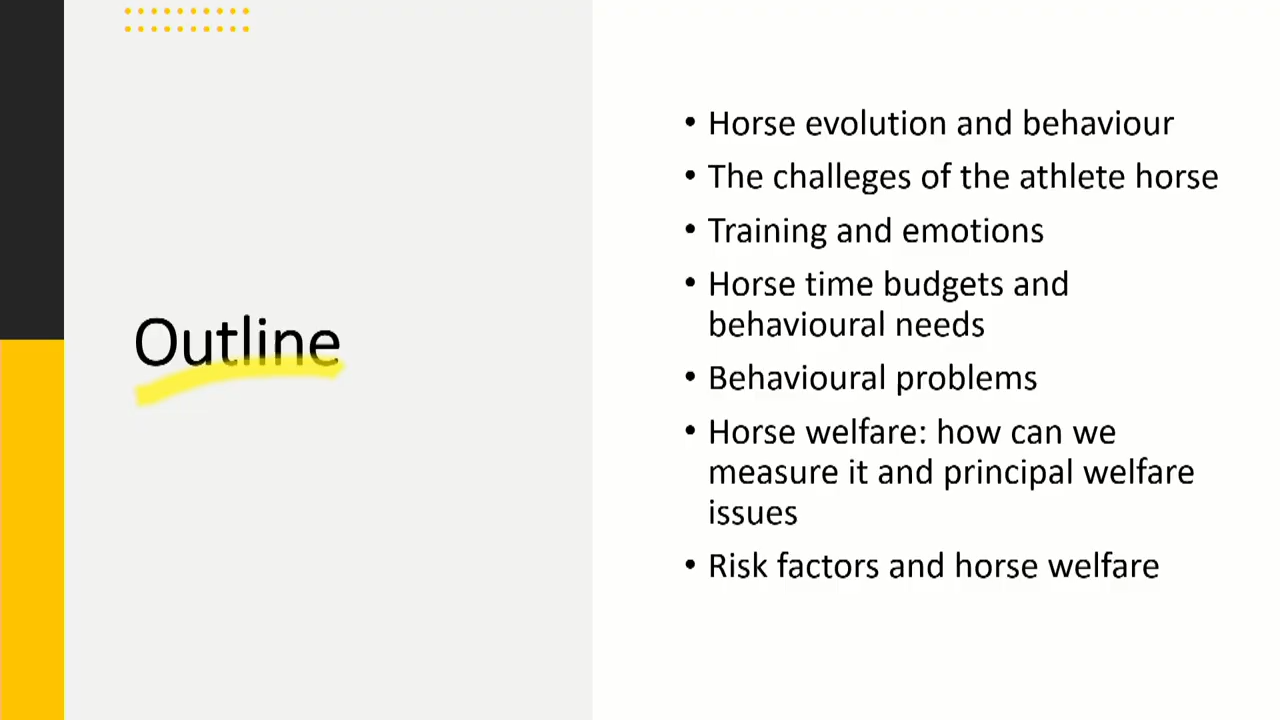 Outline
• Horse evolution and behaviour
• The challeges of the athlete horse
• Training and emotions
• Horse time budgets and
behavioural needs
• Behavioural problems
• Horse welfare: how can we
measure it and principal welfare
issues
• Risk factors and horse welfare